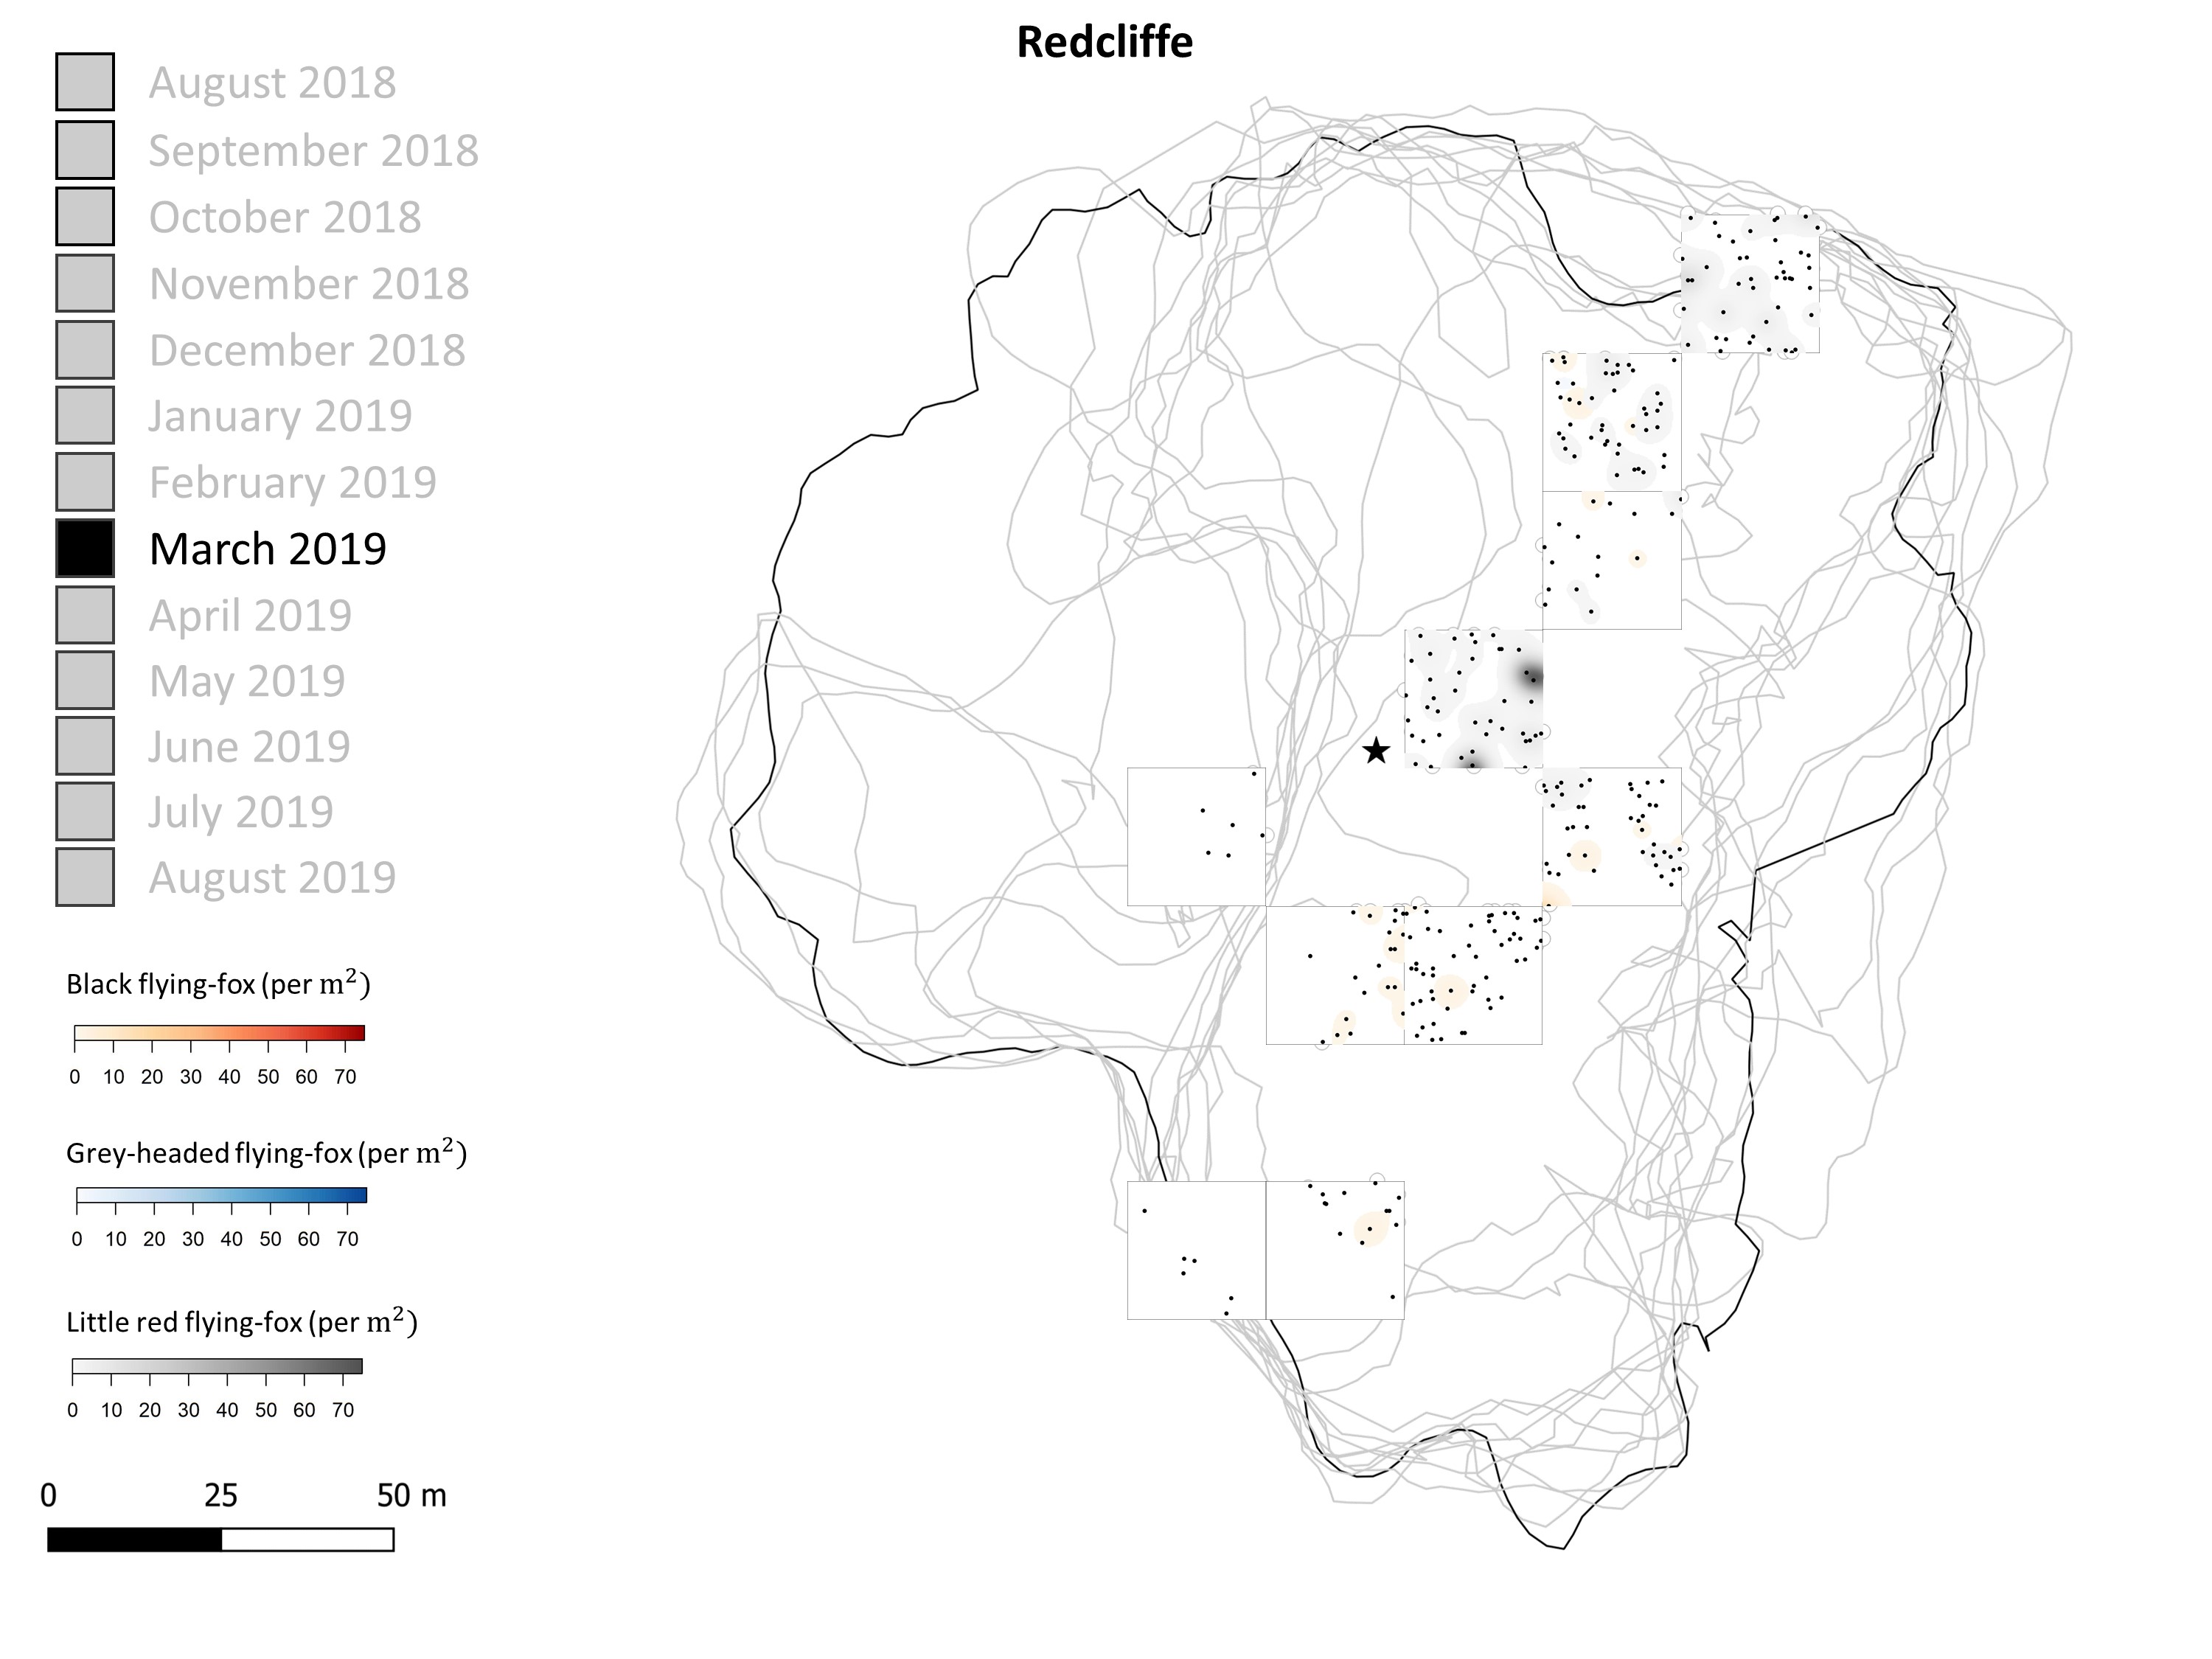 Redcliffe
August 2018
September 2018
October 2018
November 2018
December 2018
January 2019
February 2019
March 2019
April 2019
May 2019
June 2019
July 2019
August 2019
Black flying-fox (per m²)
0 10 20 30 40 50 60 70
Grey-headed flying-fox (per m²)
0 10 20 30 40 50 60 70
Little red flying-fox (per m²)
0 10 20 30 40 50 60 70
0 25 50 m